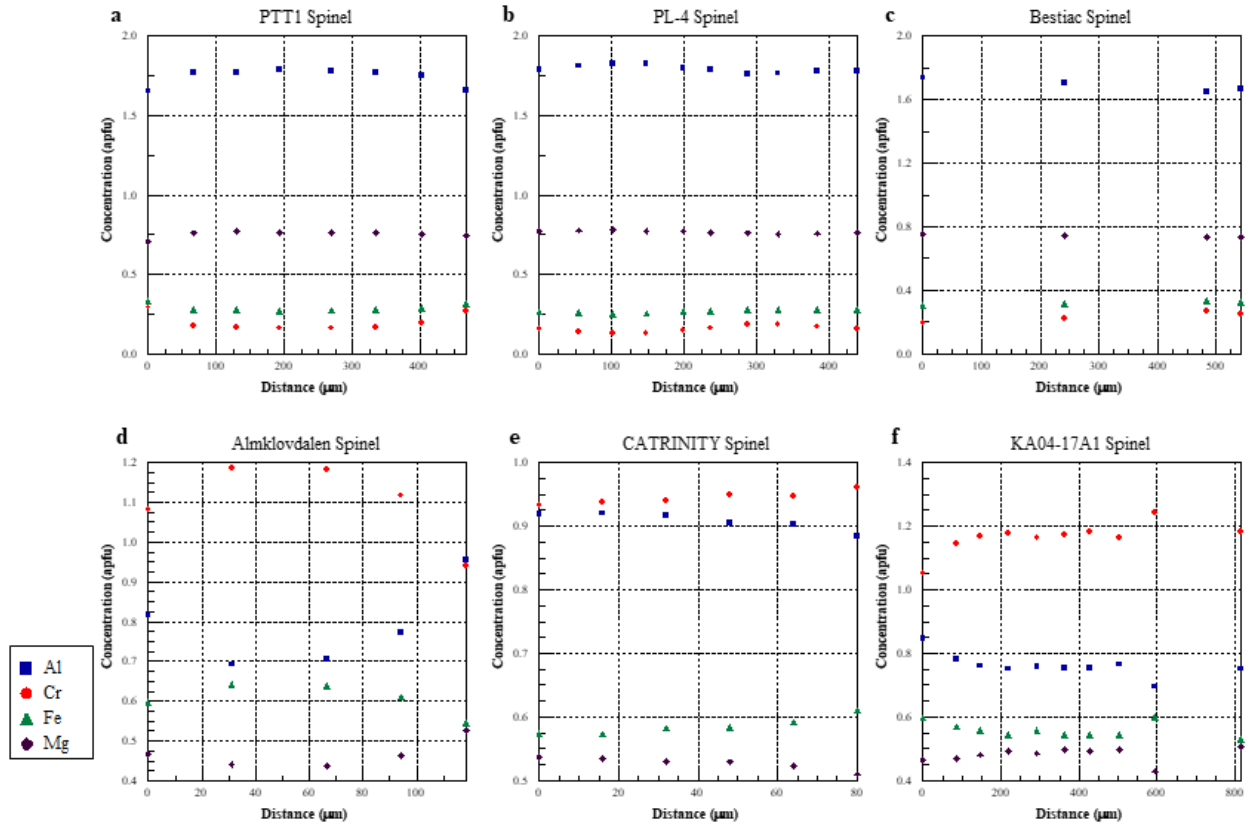 a PTT1 Spinel
2.0
1.5
1.0
0.5
0.0
Concentration (apfu)
0 100 200 300 400
Distance (μm)
b PL-4 Spinel
2.0
1.5
1.0
0.5
0.0
Concentration (apfu)
0 100 200 300 400
Distance (μm)
c Bestiac Spinel
2.0
1.6
1.2
0.8
0.4
0.0
Concentration (apfu)
0 100 200 300 400 500
Distance (μm)
d Almklovdalen Spinel
1.2
1.1
1.0
0.9
0.8
0.7
0.6
0.5
0.4
Concentration (apfu)
0 20 40 60 80 100
Distance (μm)
e CATRINITY Spinel
1.0
0.9
0.8
0.7
0.6
0.5
Concentration (apfu)
0 20 40 60 80
Distance (μm)
f KA04-17A1 Spinel
1.4
1.2
1.0
0.8
0.6
0.4
Concentration (apfu)
0 200 400 600 800
Distance (μm)
Al
Cr
Fe
Mg